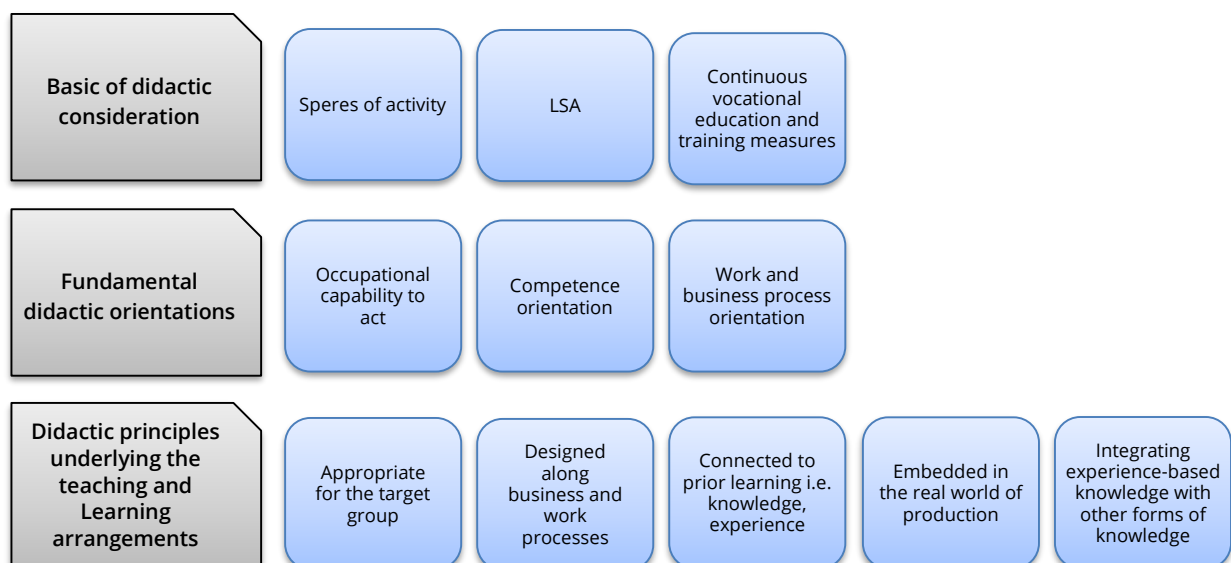 Basic of didactic
consideration
Speres of activity
LSA
Continuous
vocational
education and
training measures
Fundamental
didactic orientations
Occupational
capability to
act
Competence
orientation
Work and
business process
orientation
Didactic principles
underlying the
teaching and
Learning
arrangements
Appropriate
for the target
group
Designed
along
business and
work
processes
Connected to
prior learning i.e.
knowledge,
experience
Embedded in
the real world of
production
Integrating
experience-based
knowledge with
other forms of
knowledge